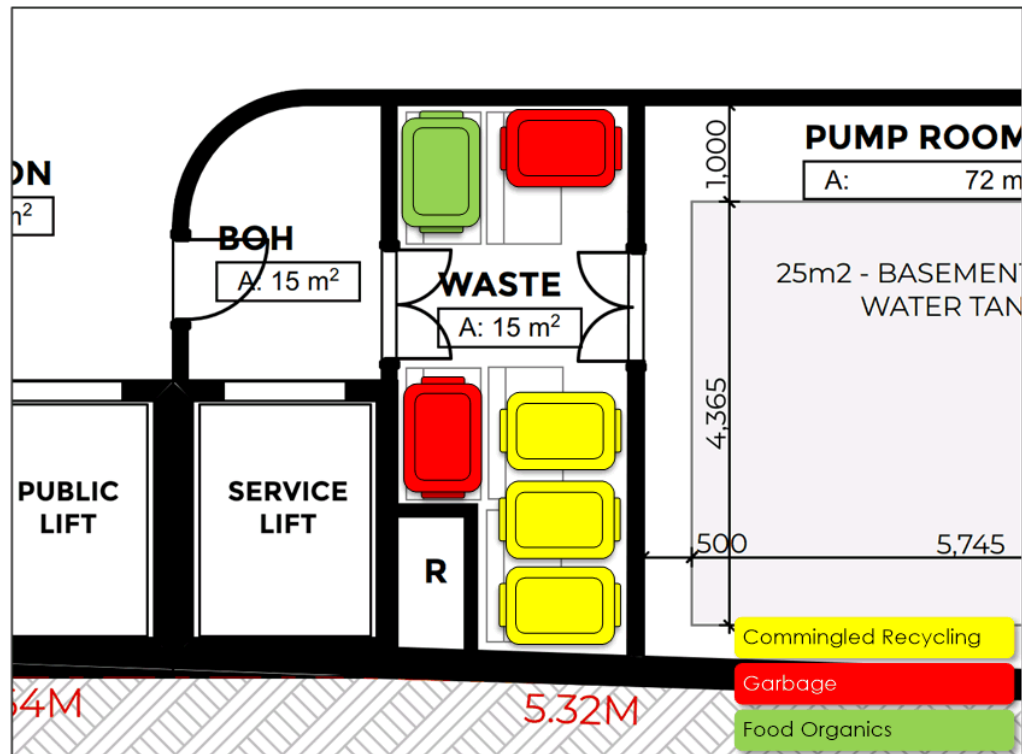 ON
m²
BOH
A: 15 m²
WASTE
A: 15 m²
1,000
PUMP ROOM
A: 72 m
25m2 - BASEMENT
WATER TAN
4,365
PUBLIC
LIFT
SERVICE
LIFT
R
500
5,745
Commingled Recycling
Garbage
Food Organics
54M
5.32M